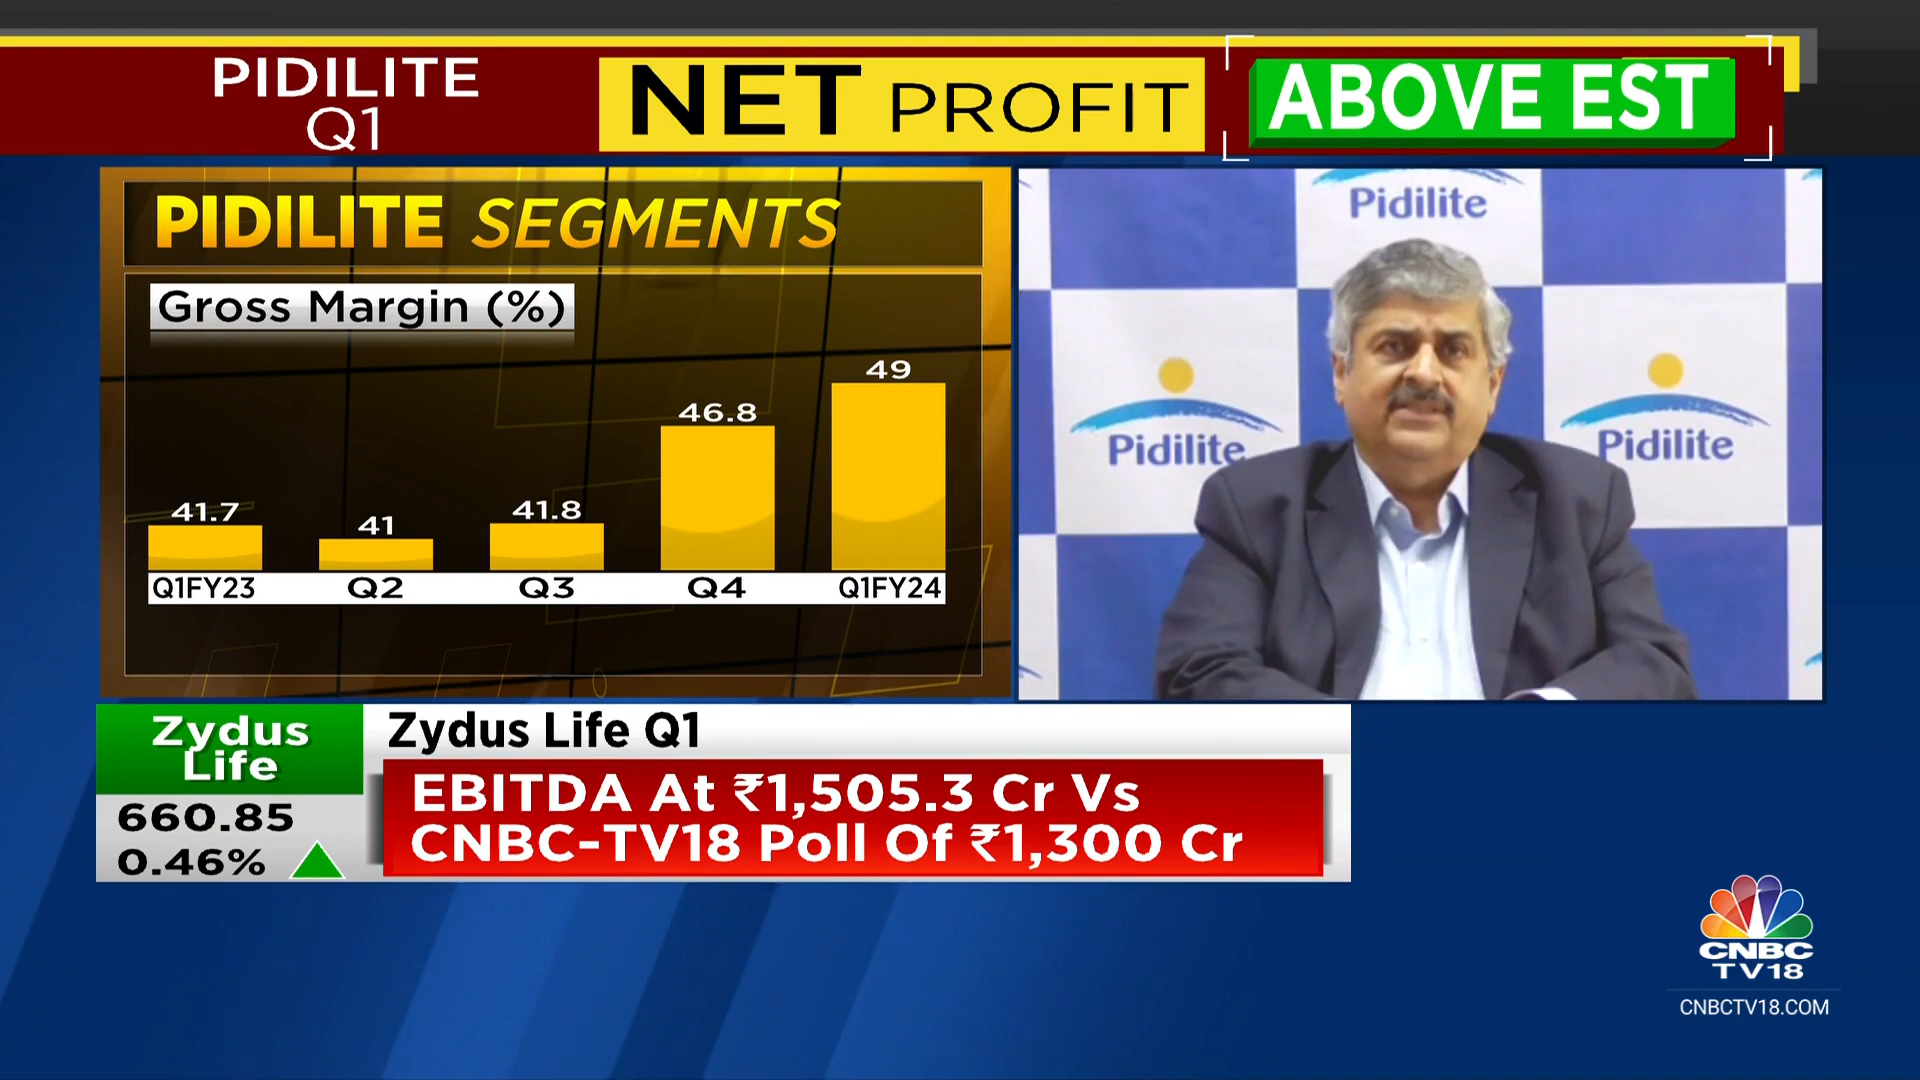 PIDILITE
Q1
NET PROFIT
ABOVE EST
PIDILITE SEGMENTS
Gross Margin (%)
41.7
41
41.8
46.8
49
Q1FY23
Q2
Q3
Q4
Q1FY24
Pidilite
Pidilite
Pidilite
Zydus
Life
660.85
0.46%
Zydus Life Q1
EBITDA At ₹1,505.3 Cr Vs
CNBC-TV18 Poll Of ₹1,300 Cr
CNBC
TV18
CNBCTV18.COM